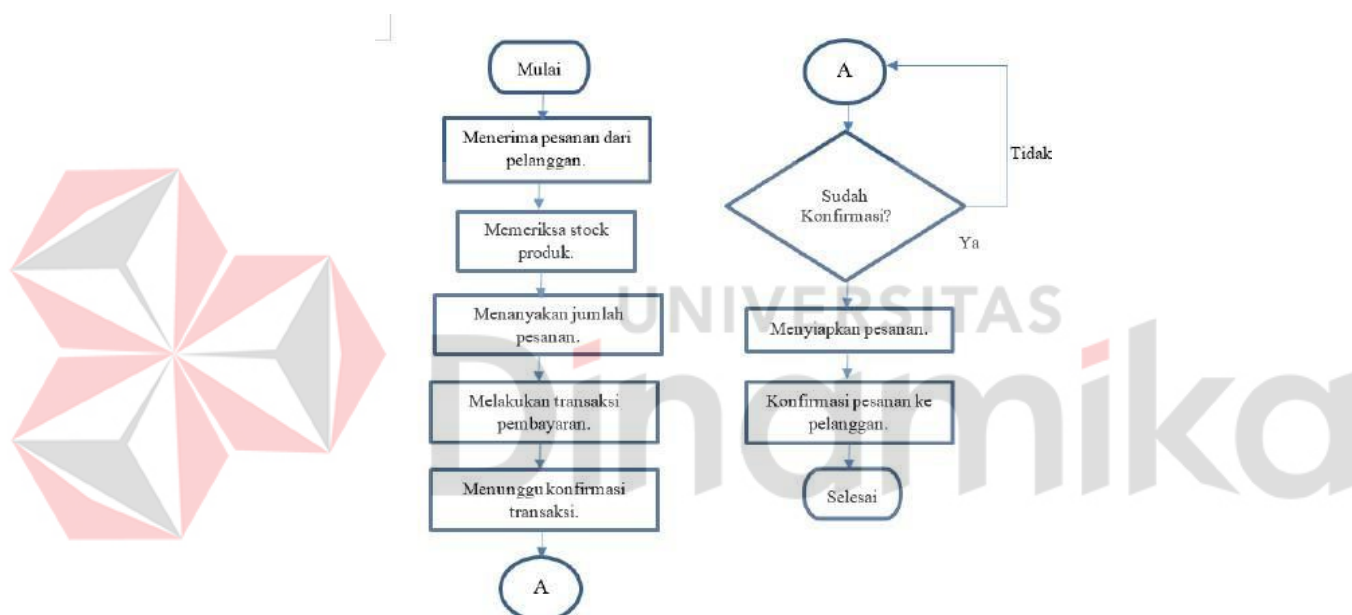 Mulai
Menerima pesanan dari
pelanggan.
Memeriksa stock
produk.
Menanyakan jumlah
pesanan.
Melakukan transaksi
pembayaran.
Menunggu konfirmasi
transaksi.
A
A
Tidak
Sudah
Konfirmasi?
Ya
Menyiapkan pesanan.
Konfirmasi pesanan ke
pelanggan.
Selesai
UNIVERSITAS
Dinamika